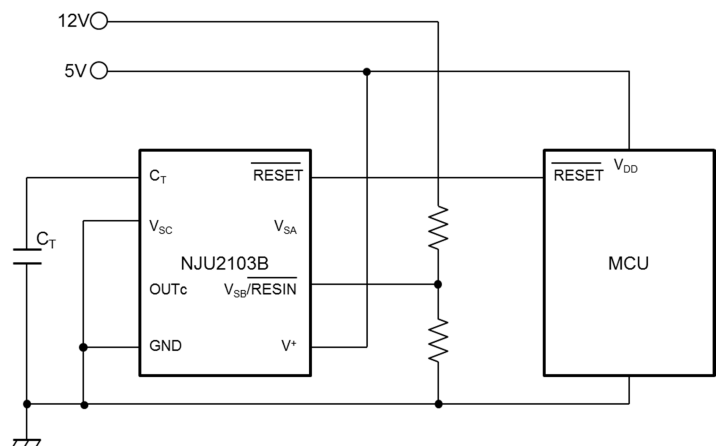 12V
5V
C_T
RESET
V_SC
V_SA
NJU2103B
OUTc
V_SB/RESIN
GND
V⁺
C_T
RESET
V_DD
MCU